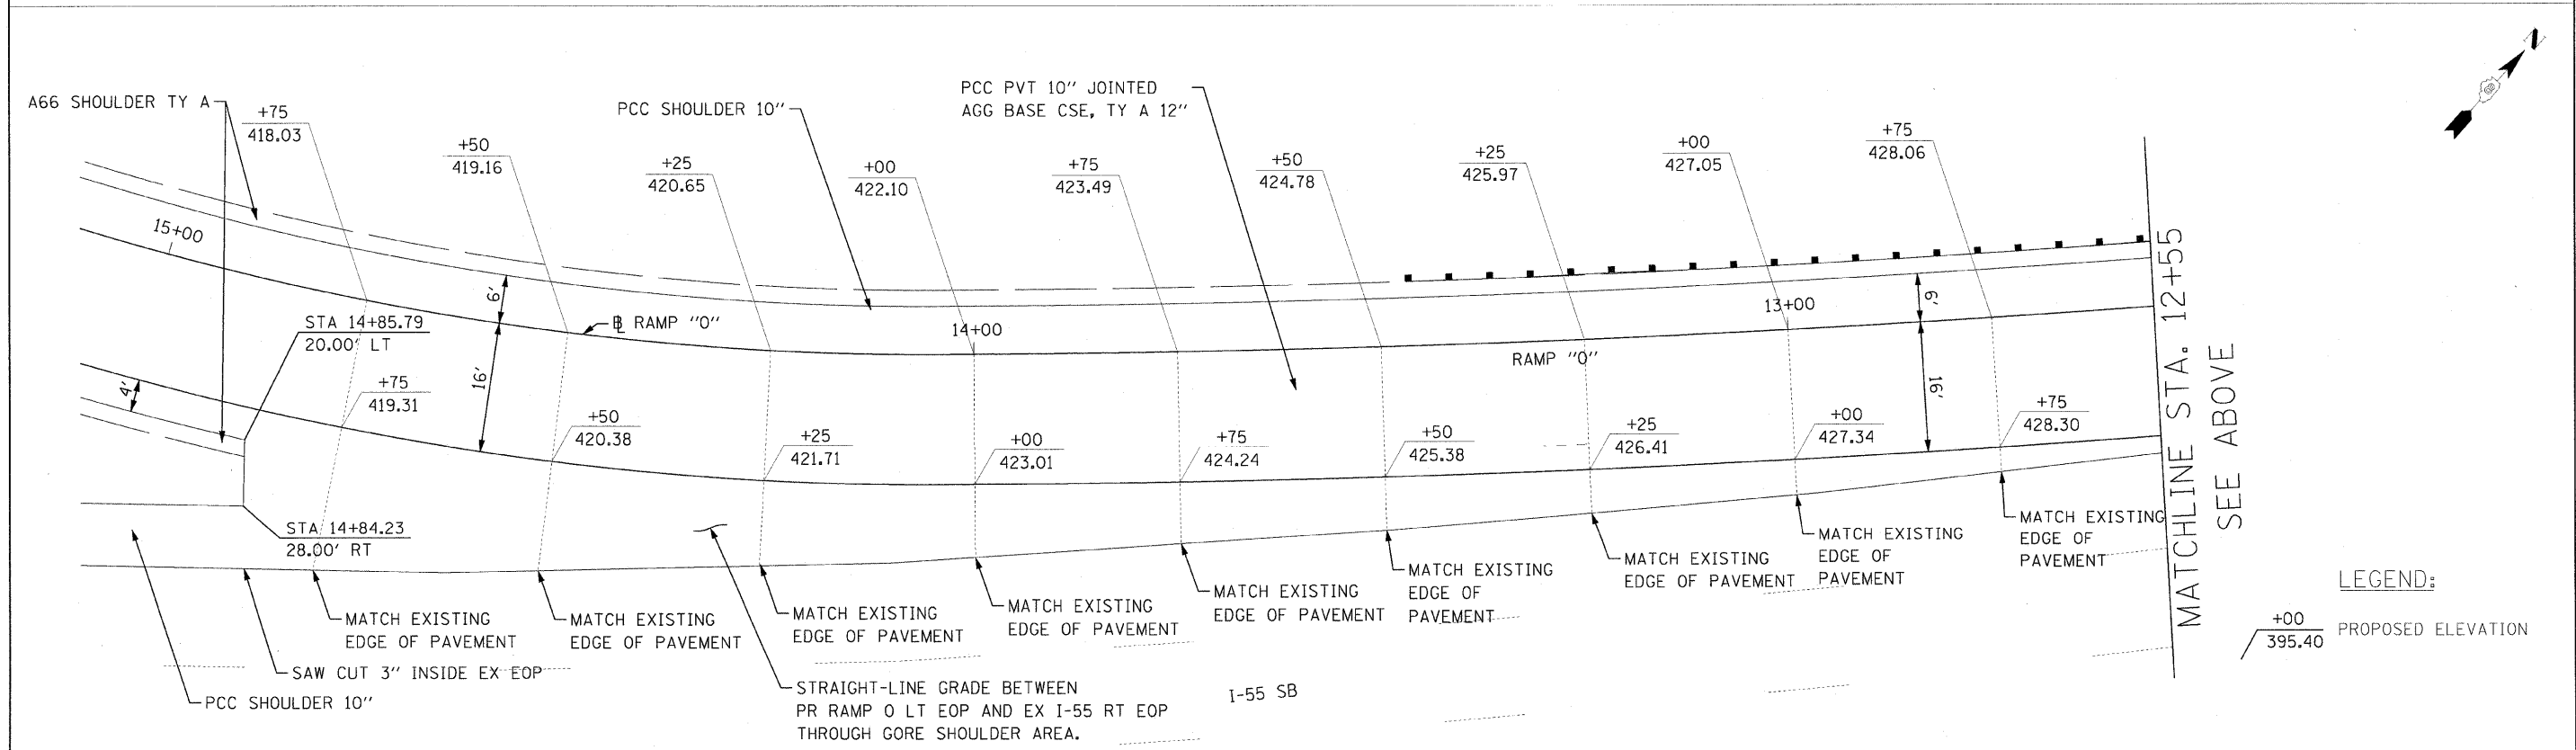 A66 SHOULDER TY A
+75
418.03
+50
419.16
+25
420.65
PCC SHOULDER 10"
+00
422.10
PCC PVT 10" JOINTED
AGG BASE CSE, TY A 12"
+75
423.49
+50
424.78
+25
425.97
+00
427.05
+75
428.06
N
15+00
6'
RAMP "O"
14+00
RAMP "O"
13+00
6'
STA 14+85.79
20.00' LT
4'
16'
16'
+75
419.31
+50
420.38
+25
421.71
+00
423.01
+75
424.24
+50
425.38
+25
426.41
+00
427.34
+75
428.30
STA 14+84.23
28.00' RT
MATCH EXISTING
EDGE OF PAVEMENT
MATCH EXISTING
EDGE OF PAVEMENT
MATCH EXISTING
EDGE OF PAVEMENT
MATCH EXISTING
EDGE OF PAVEMENT
MATCH EXISTING
EDGE OF PAVEMENT
MATCH EXISTING
EDGE OF
PAVEMENT
MATCH EXISTING
EDGE OF PAVEMENT
MATCH EXISTING
EDGE OF
PAVEMENT
MATCH EXISTING
EDGE OF
PAVEMENT
SAW CUT 3" INSIDE EX EOP
PCC SHOULDER 10"
STRAIGHT-LINE GRADE BETWEEN
PR RAMP O LT EOP AND EX I-55 RT EOP
THROUGH GORE SHOULDER AREA.
I-55 SB
MATCHLINE STA. 12+55
SEE ABOVE
LEGEND:
+00
395.40
PROPOSED ELEVATION